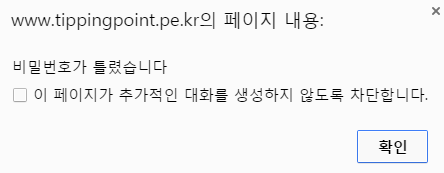 www.tippingpoint.pe.kr의 페이지 내용:
비밀번호가 틀렸습니다
이 페이지가 추가적인 대화를 생성하지 않도록 차단합니다.
확인